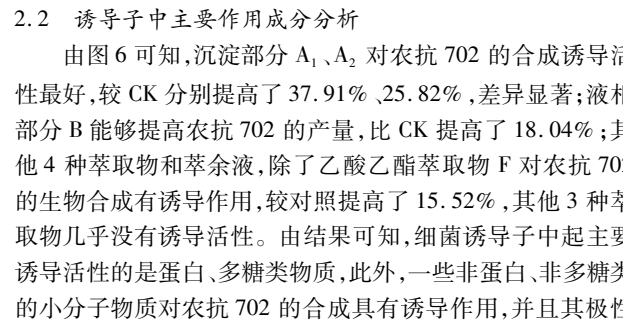 2.2 诱导子中主要作用成分分析
由图6可知,沉淀部分A₁、A₂对农抗702的合成诱导活
性最好,较CK分别提高了37.91%、25.82%,差异显著;液相
部分B能够提高农抗702的产量,比CK提高了18.04%;其
他4种萃取物和萃余液,除了乙酸乙酯萃取物F对农抗702
的生物合成有诱导作用,较对照提高了15.52%,其他3种萃
取物几乎没有诱导活性。由结果可知,细菌诱导子中起主要
诱导活性的是蛋白、多糖类物质,此外,一些非蛋白、非多糖类
的小分子物质对农抗702的合成具有诱导作用,并且其极性